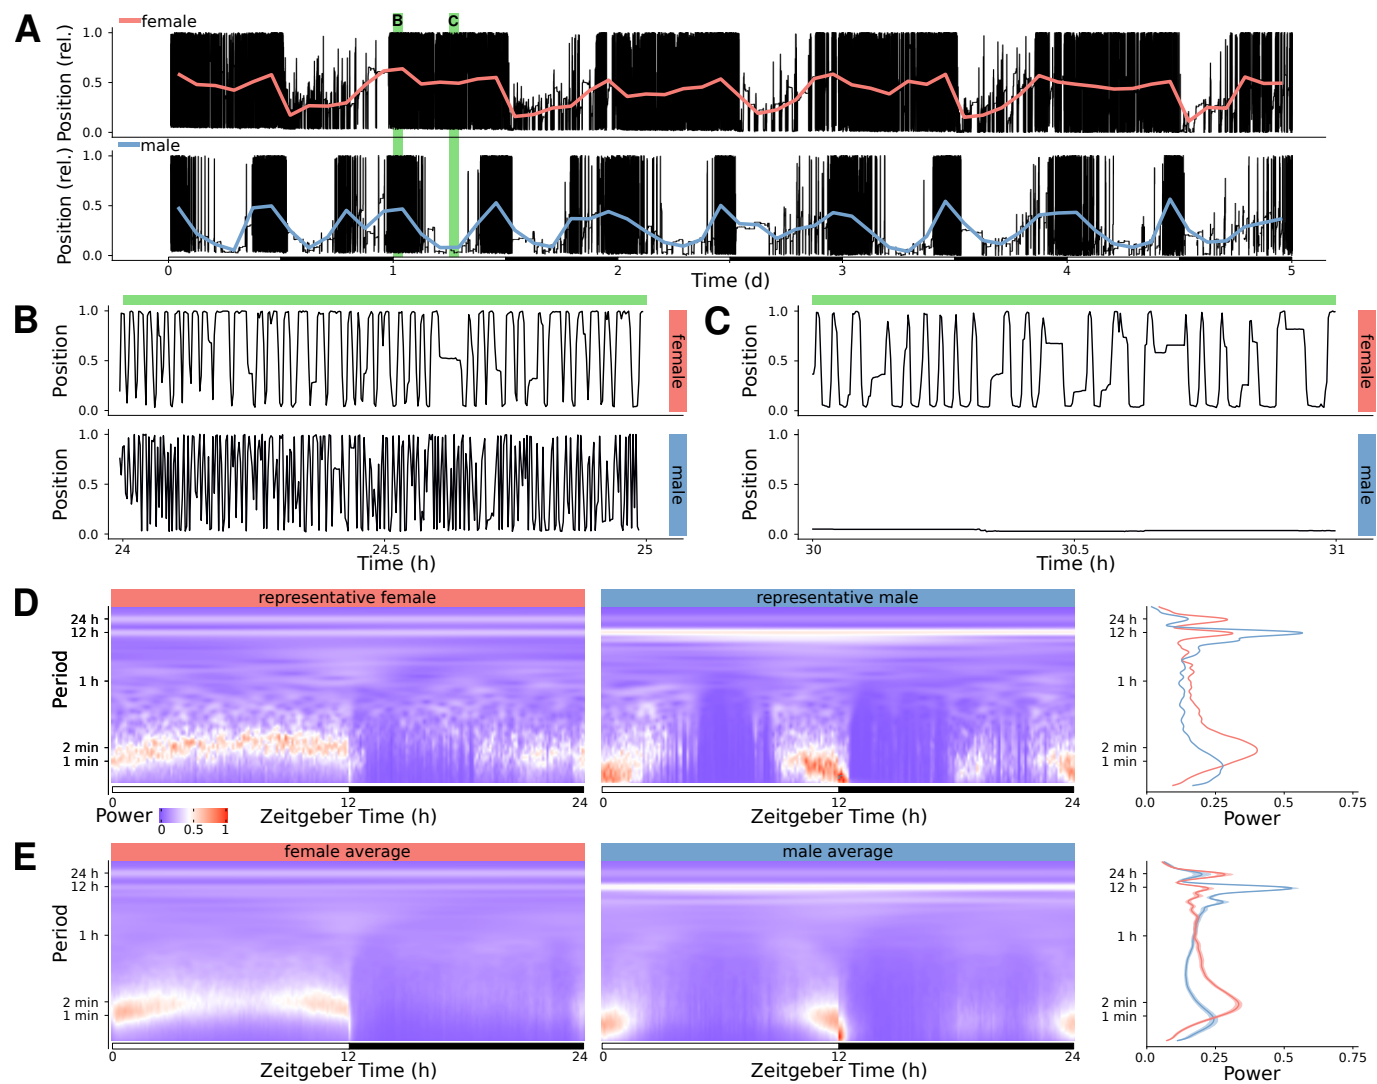 A
female
B
C
Position (rel.)
1.0
0.5
0.0
male
Position (rel.)
1.0
0.5
0.0
0
1
2
3
4
5
Time (d)
B
Position
1.0
0.5
0.0
female
Position
1.0
0.5
0.0
male
24
24.5
25
Time (h)
C
Position
1.0
0.5
0.0
female
Position
1.0
0.5
0.0
male
30
30.5
31
Time (h)
D
representative female
representative male
Period
24 h
12 h
1 h
2 min
1 min
0
12
24
Zeitgeber Time (h)
0
12
24
Zeitgeber Time (h)
Power
0
0.5
1
24 h
12 h
1 h
2 min
1 min
0.0
0.25
0.5
0.75
Power
E
female average
male average
Period
24 h
12 h
1 h
2 min
1 min
0
12
24
Zeitgeber Time (h)
0
12
24
Zeitgeber Time (h)
24 h
12 h
1 h
2 min
1 min
0.0
0.25
0.5
0.75
Power